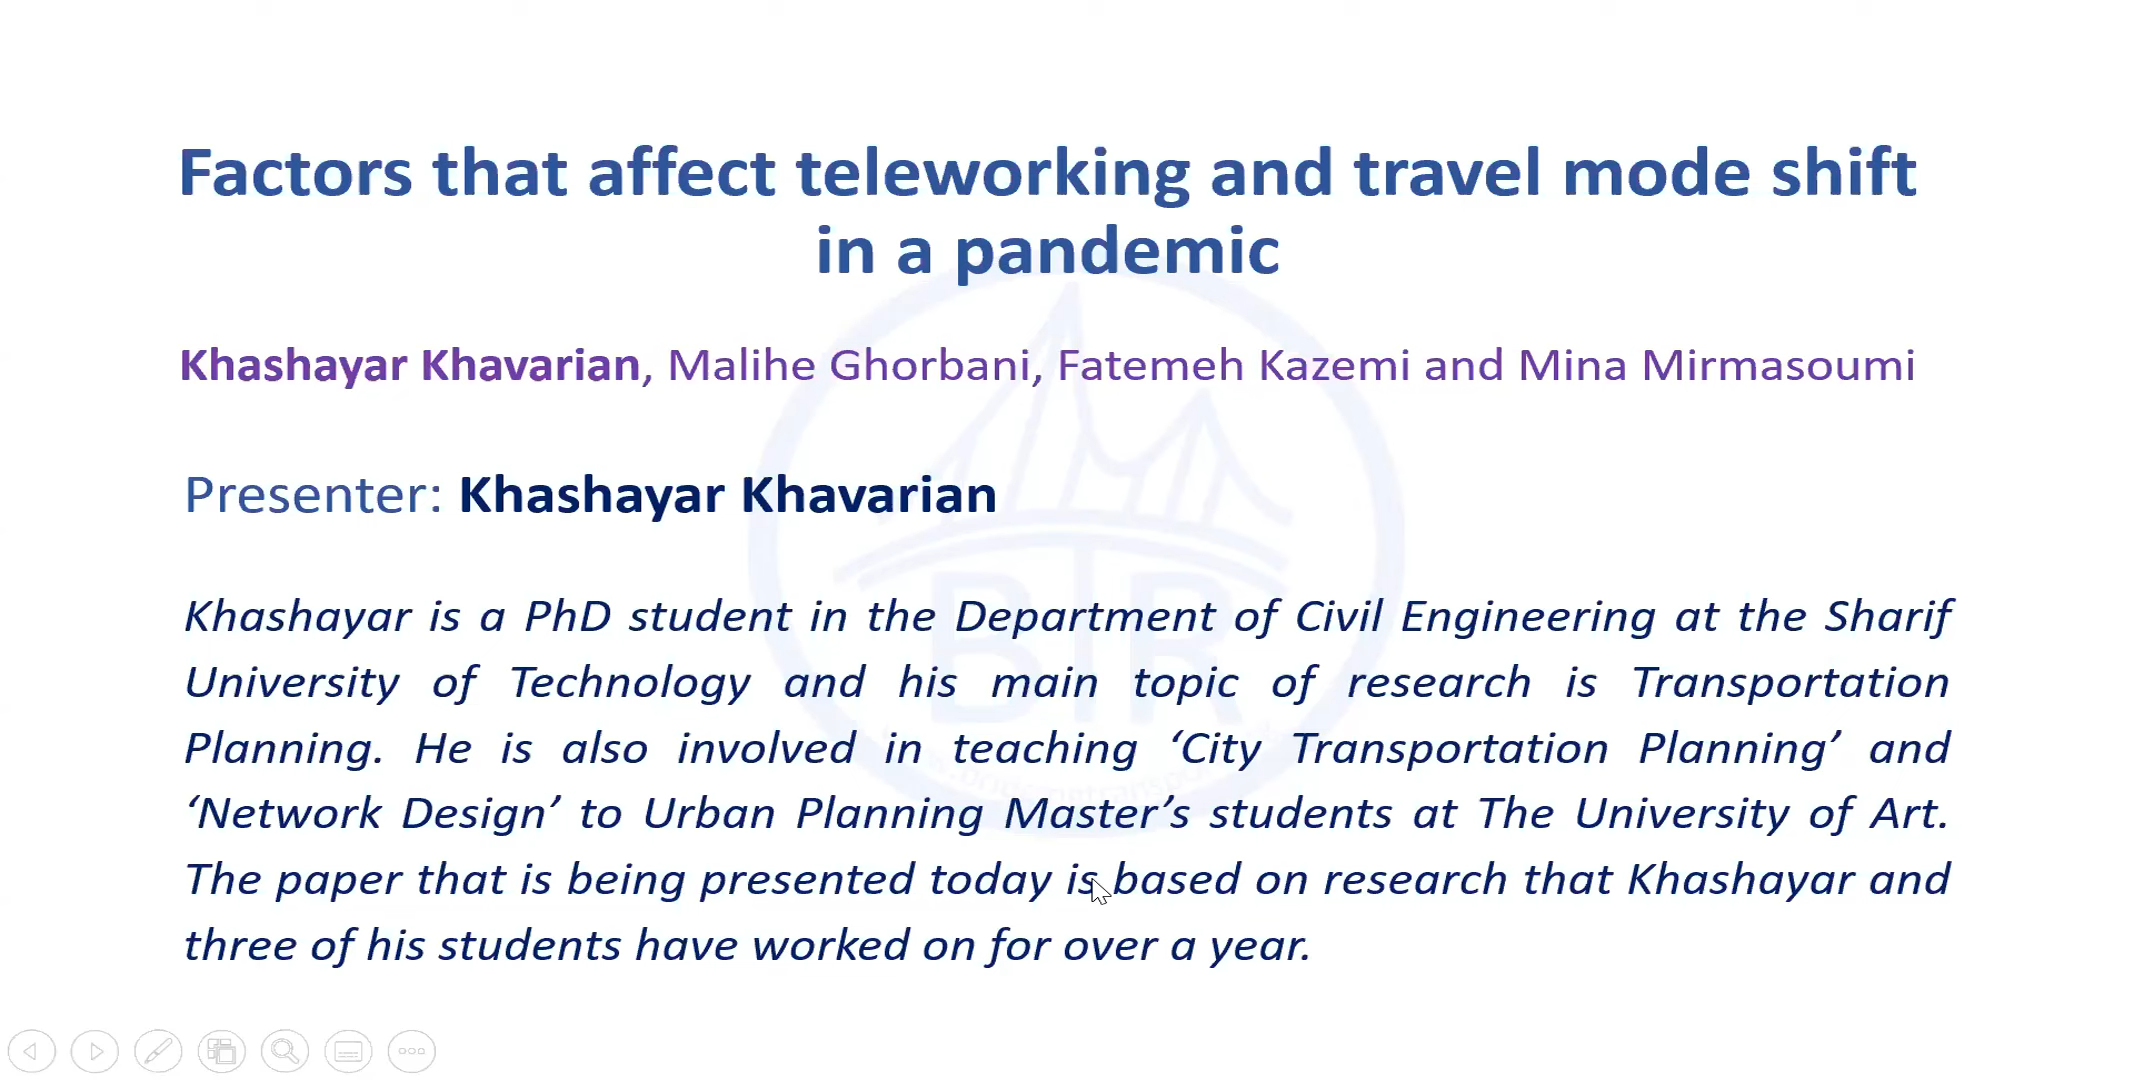 Factors that affect teleworking and travel mode shift
in a pandemic
Khashayar Khavarian, Malihe Ghorbani, Fatemeh Kazemi and Mina Mirmasoumi
Presenter: Khashayar Khavarian
Khashayar is a PhD student in the Department of Civil Engineering at the Sharif
University of Technology and his main topic of research is Transportation
Planning. He is also involved in teaching ‘City Transportation Planning’ and
‘Network Design’ to Urban Planning Master’s students at The University of Art.
The paper that is being presented today is based on research that Khashayar and
three of his students have worked on for over a year.
BTR